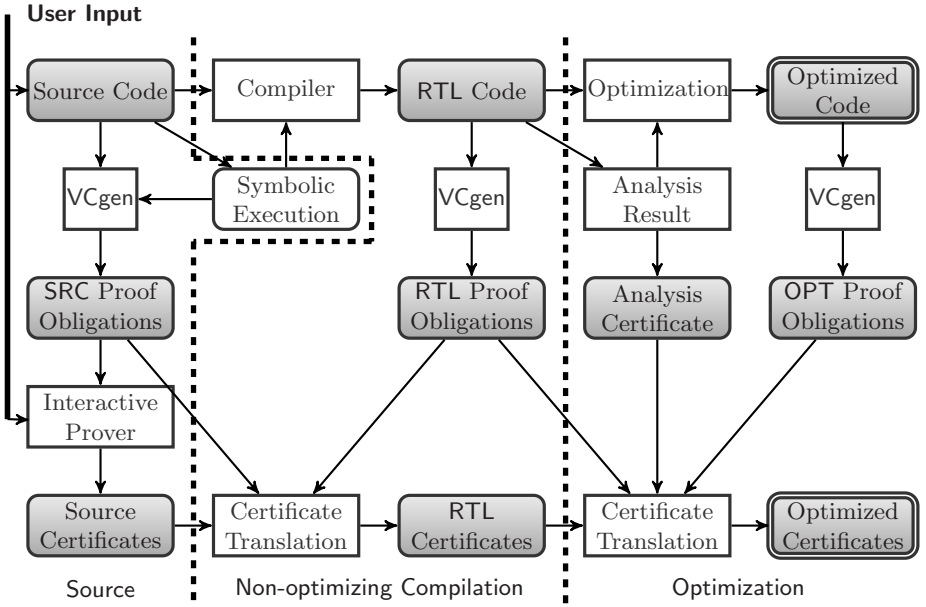 User Input
Source Code
Compiler
RTL Code
Optimization
Optimized
Code
VCgen
Symbolic
Execution
VCgen
Analysis
Result
VCgen
SRC Proof
Obligations
RTL Proof
Obligations
Analysis
Certificate
OPT Proof
Obligations
Interactive
Prover
Source
Certificates
Certificate
Translation
RTL
Certificates
Certificate
Translation
Optimized
Certificates
Source
Non-optimizing Compilation
Optimization